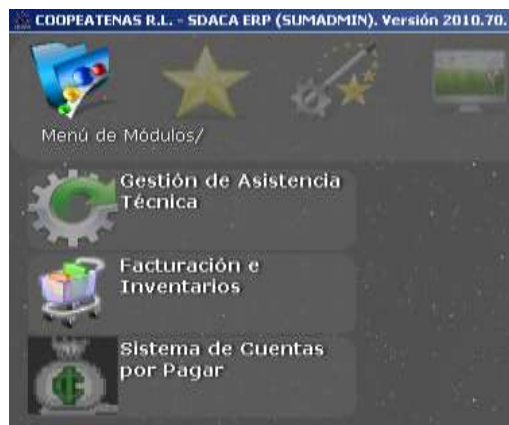 COOPEATENAS R.L. - SDACA ERP (SUMADMIN). Versión 2010.70.
Menú de Módulos/
Gestión de Asistencia
Técnica
Facturación e
Inventarios
Sistema de Cuentas
por Pagar